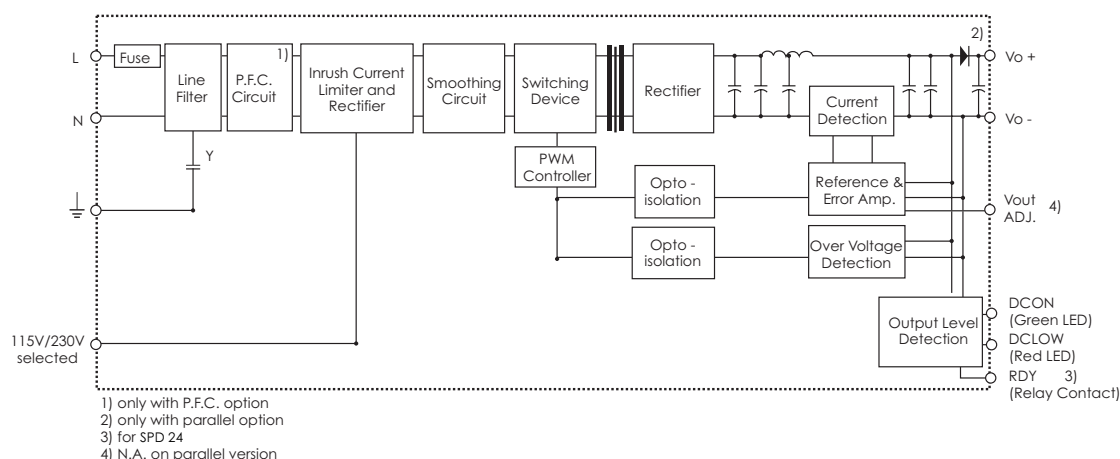 2)
L
Fuse
Line
Filter
P.F.C.
Circuit
1)
Inrush Current
Limiter and
Rectifier
Smoothing
Circuit
Switching
Device
Rectifier
Vo +
N
Current
Detection
Vo -
Y
PWM
Controller
Opto -
isolation
Reference &
Error Amp.
Vout
ADJ.
4)
Opto -
isolation
Over Voltage
Detection
115V/230V
selected
Output Level
Detection
DCON
(Green LED)
DCLOW
(Red LED)
RDY 3)
(Relay Contact)
1) only with P.F.C. option
2) only with parallel option
3) for SPD 24
4) N.A. on parallel version